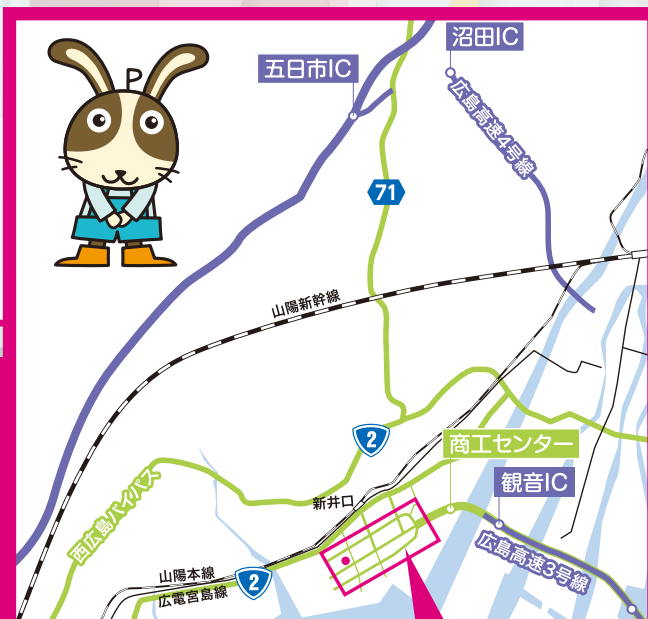 沼田IC
五日市IC
P
広島高速4号線
71
山陽新幹線
2
商工センター
観音IC
西広島バイパス
新井口
広島高速3号線
山陽本線
2
広電宮島線